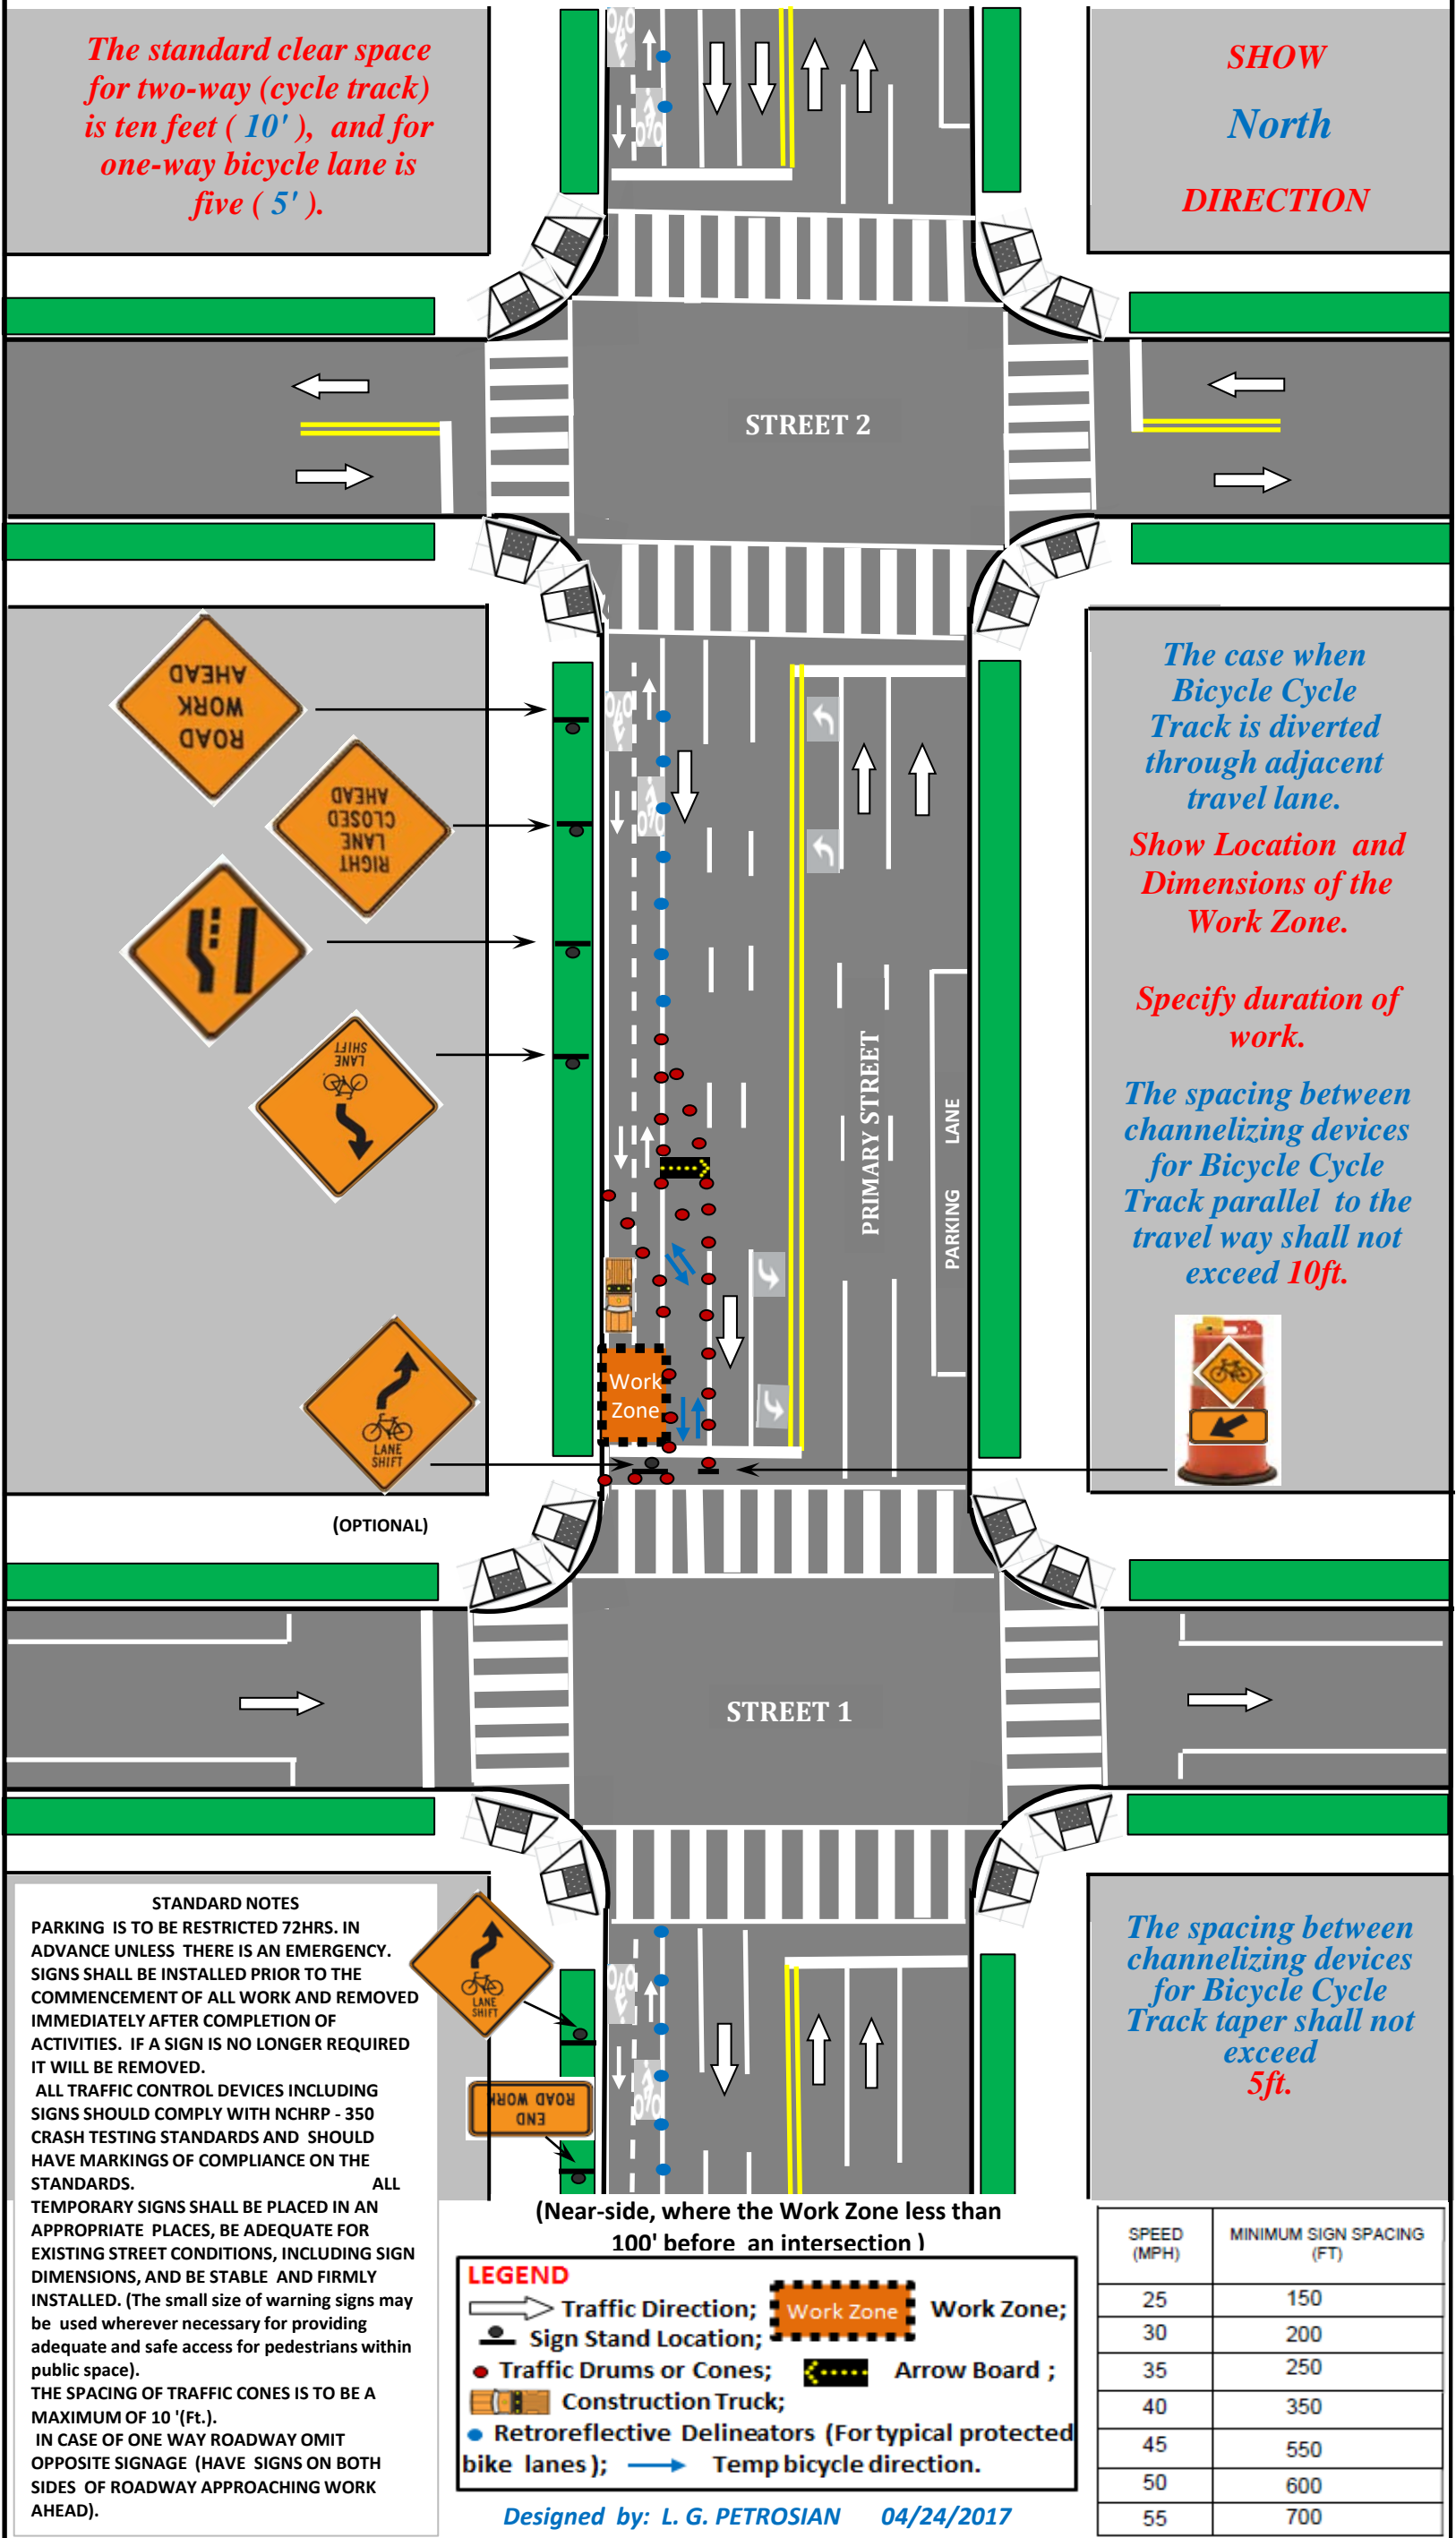 The standard clear space
for two-way (cycle track)
is ten feet ( 10' ), and for
one-way bicycle lane is
five ( 5' ).
SHOW
North
DIRECTION
STREET 2
ROAD
WORK
AHEAD
RIGHT
LANE
CLOSED
AHEAD
LANE
SHIFT
LANE
SHIFT
(OPTIONAL)
The case when
Bicycle Cycle
Track is diverted
through adjacent
travel lane.
Show Location and
Dimensions of the
Work Zone.
Specify duration of
work.
The spacing between
channelizing devices
for Bicycle Cycle
Track parallel to the
travel way shall not
exceed 10ft.
PRIMARY STREET
PARKING LANE
Work
Zone
STREET 1
STANDARD NOTES
PARKING IS TO BE RESTRICTED 72HRS. IN
ADVANCE UNLESS THERE IS AN EMERGENCY.
SIGNS SHALL BE INSTALLED PRIOR TO THE
COMMENCEMENT OF ALL WORK AND REMOVED
IMMEDIATELY AFTER COMPLETION OF
ACTIVITIES. IF A SIGN IS NO LONGER REQUIRED
IT WILL BE REMOVED.
ALL TRAFFIC CONTROL DEVICES INCLUDING
SIGNS SHOULD COMPLY WITH NCHRP - 350
CRASH TESTING STANDARDS AND SHOULD
HAVE MARKINGS OF COMPLIANCE ON THE
STANDARDS. ALL
TEMPORARY SIGNS SHALL BE PLACED IN AN
APPROPRIATE PLACES, BE ADEQUATE FOR
EXISTING STREET CONDITIONS, INCLUDING SIGN
DIMENSIONS, AND BE STABLE AND FIRMLY
INSTALLED. (The small size of warning signs may
be used wherever necessary for providing
adequate and safe access for pedestrians within
public space).
THE SPACING OF TRAFFIC CONES IS TO BE A
MAXIMUM OF 10 '(Ft.).
IN CASE OF ONE WAY ROADWAY OMIT
OPPOSITE SIGNAGE (HAVE SIGNS ON BOTH
SIDES OF ROADWAY APPROACHING WORK
AHEAD).
LANE
SHIFT
END
ROAD WORK
The spacing between
channelizing devices
for Bicycle Cycle
Track taper shall not
exceed
5ft.
(Near-side, where the Work Zone less than
100' before an intersection )
LEGEND
Traffic Direction; Work Zone Work Zone;
Sign Stand Location;
Traffic Drums or Cones; Arrow Board ;
Construction Truck;
Retroreflective Delineators (For typical protected
bike lanes ); Temp bicycle direction.
Designed by: L. G. PETROSIAN 04/24/2017
SPEED
(MPH)
MINIMUM SIGN SPACING
(FT)
25 150
30 200
35 250
40 350
45 550
50 600
55 700